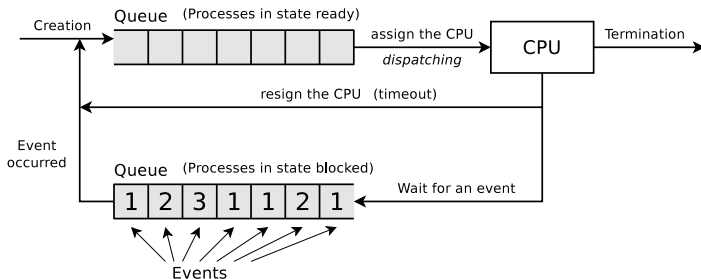 Queue (Processes in state ready)
Creation
assign the CPU
dispatching
CPU
Termination
resign the CPU (timeout)
Event
occurred
Queue (Processes in state blocked)
1 2 3 1 1 2 1
Wait for an event
Events